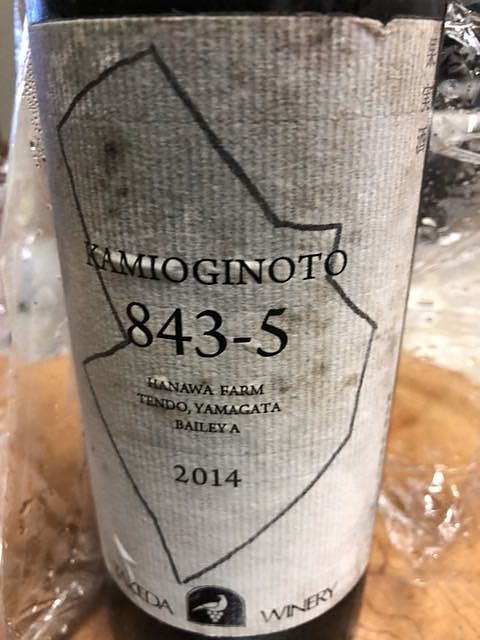 KAMIOGINOTO
843-5
HANAWA FARM
TENDO, YAMAGATA
BAILEY A
2014
TAKEDA WINERY